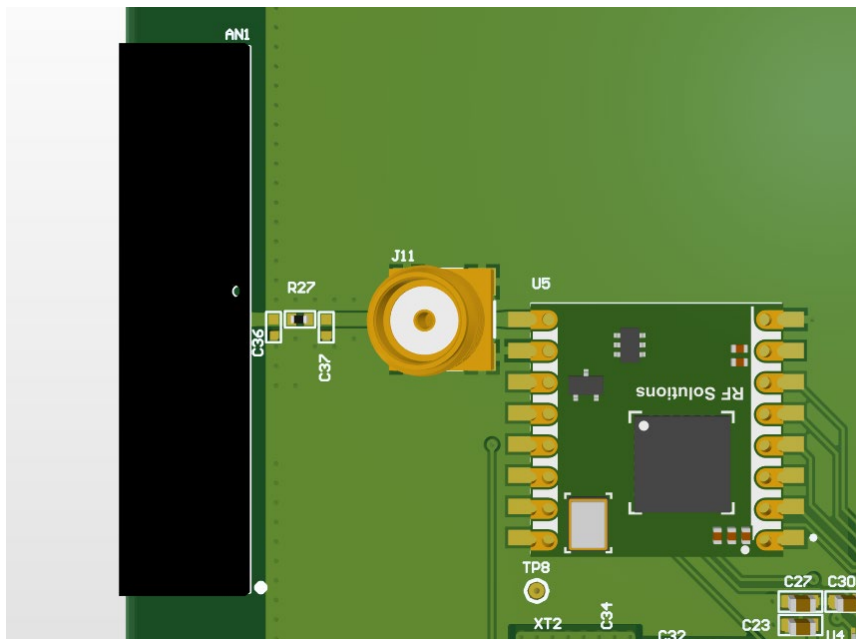 AN1
J11
R27
U5
C36
C37
RF Solutions
TP8
C27
C30
C34
XT2
C32
C23
U4